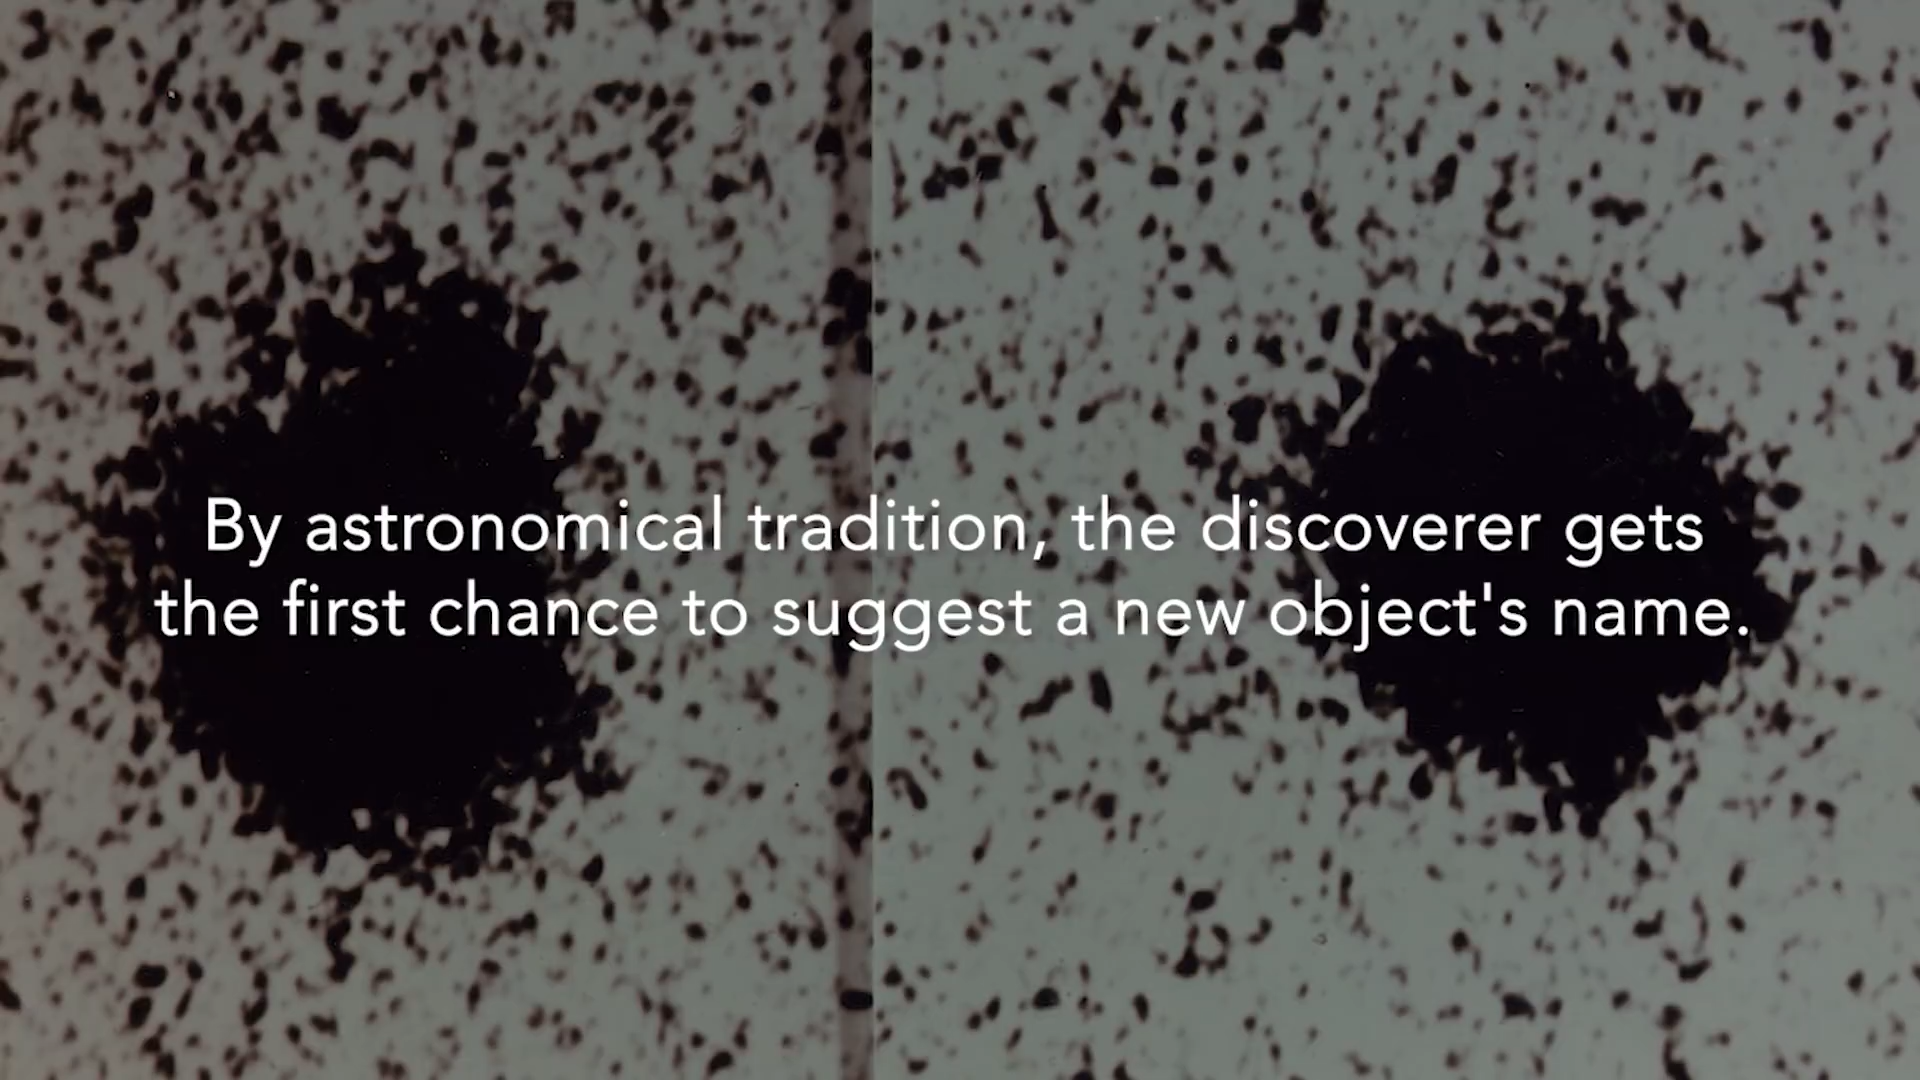 By astronomical tradition, the discoverer gets
the first chance to suggest a new object's name.